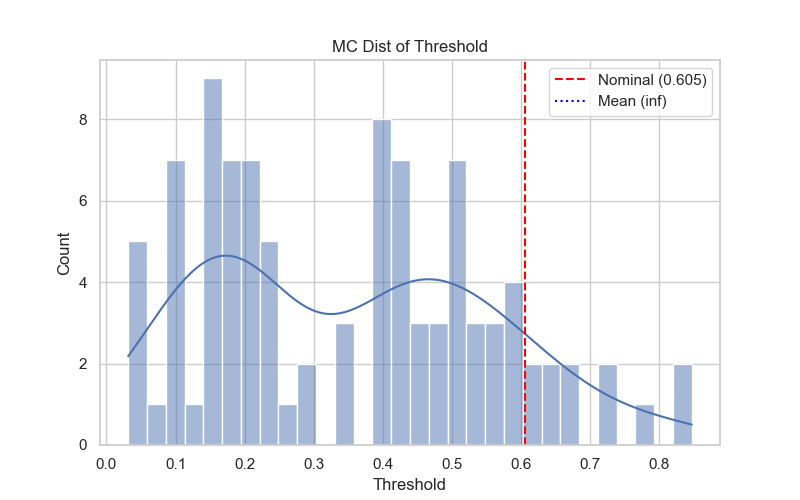 MC Dist of Threshold
Nominal (0.605)
Mean (inf)
Count
8
6
4
2
0
0.0 0.1 0.2 0.3 0.4 0.5 0.6 0.7 0.8
Threshold